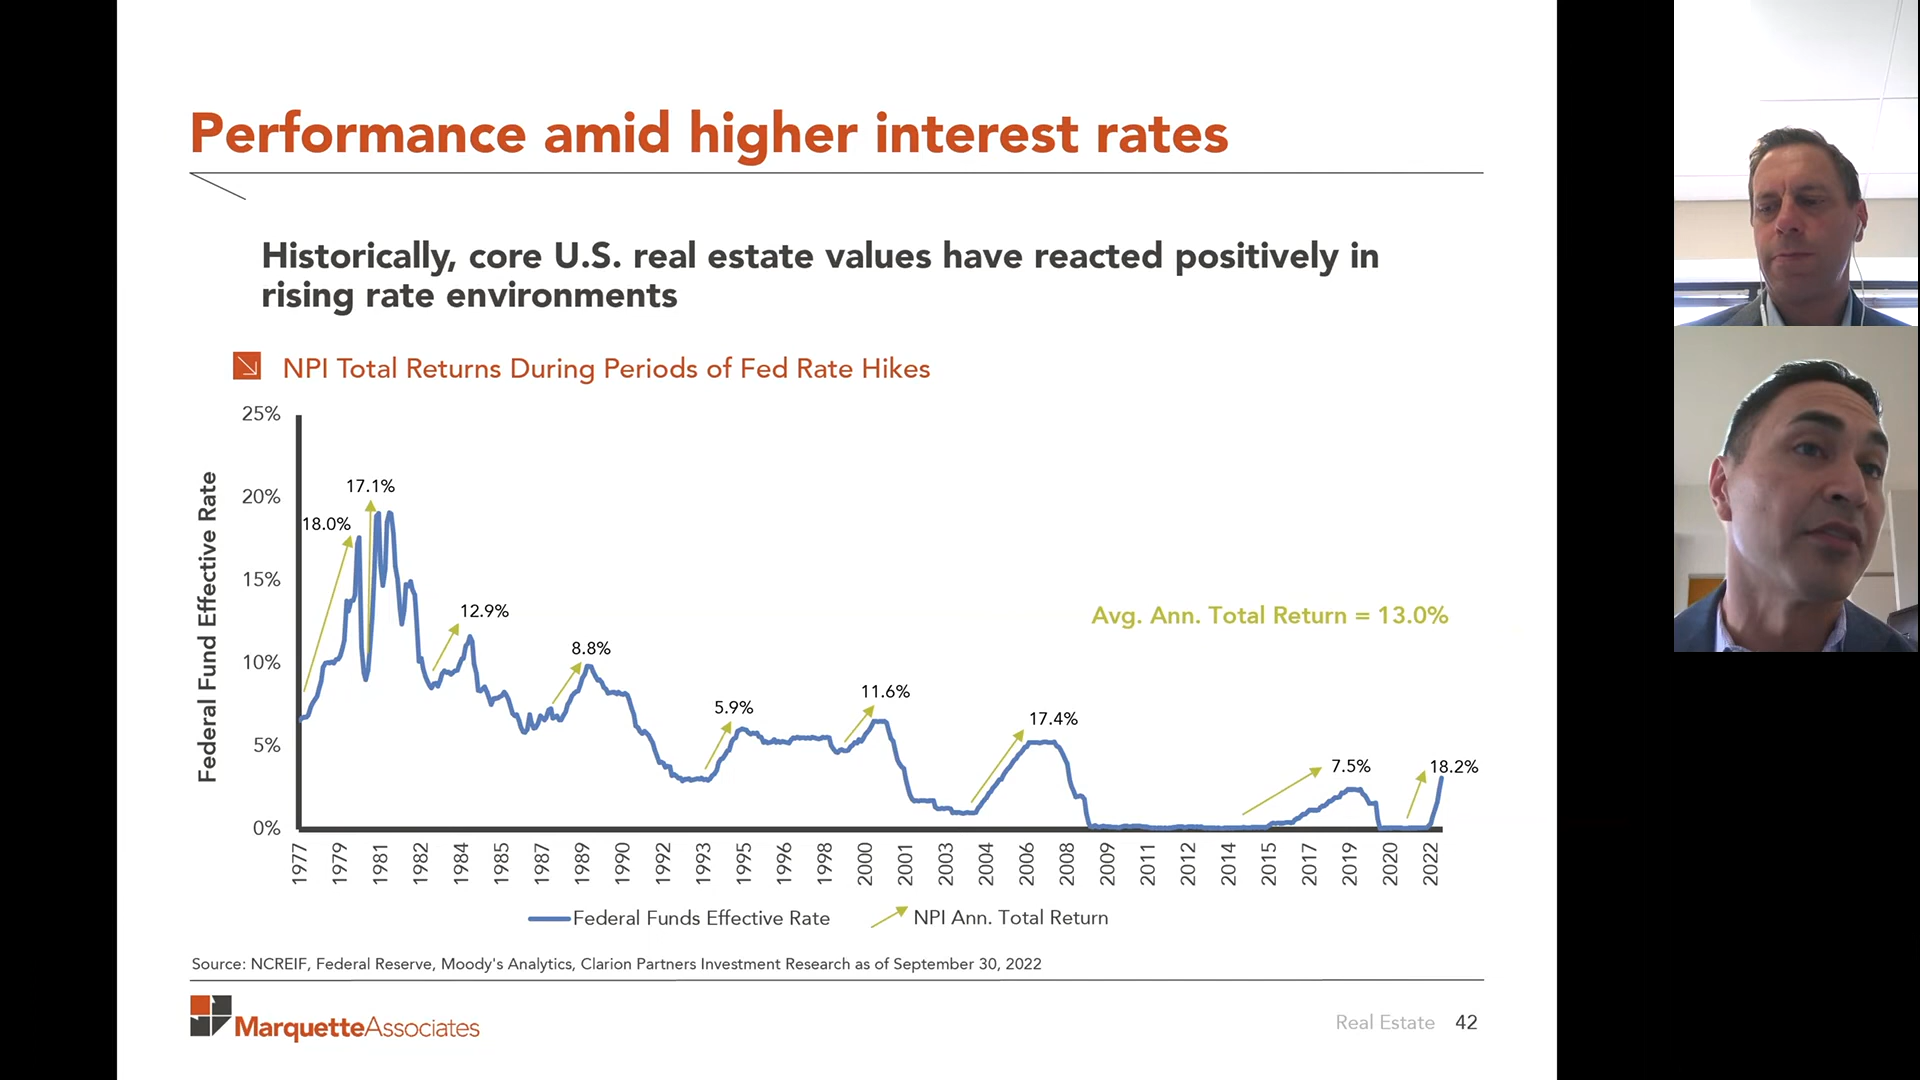 Performance amid higher interest rates
Historically, core U.S. real estate values have reacted positively in
rising rate environments
NPI Total Returns During Periods of Fed Rate Hikes
Federal Fund Effective Rate
25%
20%
15%
10%
5%
0%
18.0%
17.1%
12.9%
8.8%
5.9%
11.6%
17.4%
7.5%
18.2%
Avg. Ann. Total Return = 13.0%
1977 1979 1981 1982 1984 1985 1987 1989 1990 1992 1993 1995 1996 1998 2000 2001 2003 2004 2006 2008 2009 2011 2012 2014 2015 2017 2019 2020 2022
Federal Funds Effective Rate NPI Ann. Total Return
Source: NCREIF, Federal Reserve, Moody's Analytics, Clarion Partners Investment Research as of September 30, 2022
MarquetteAssociates
Real Estate 42